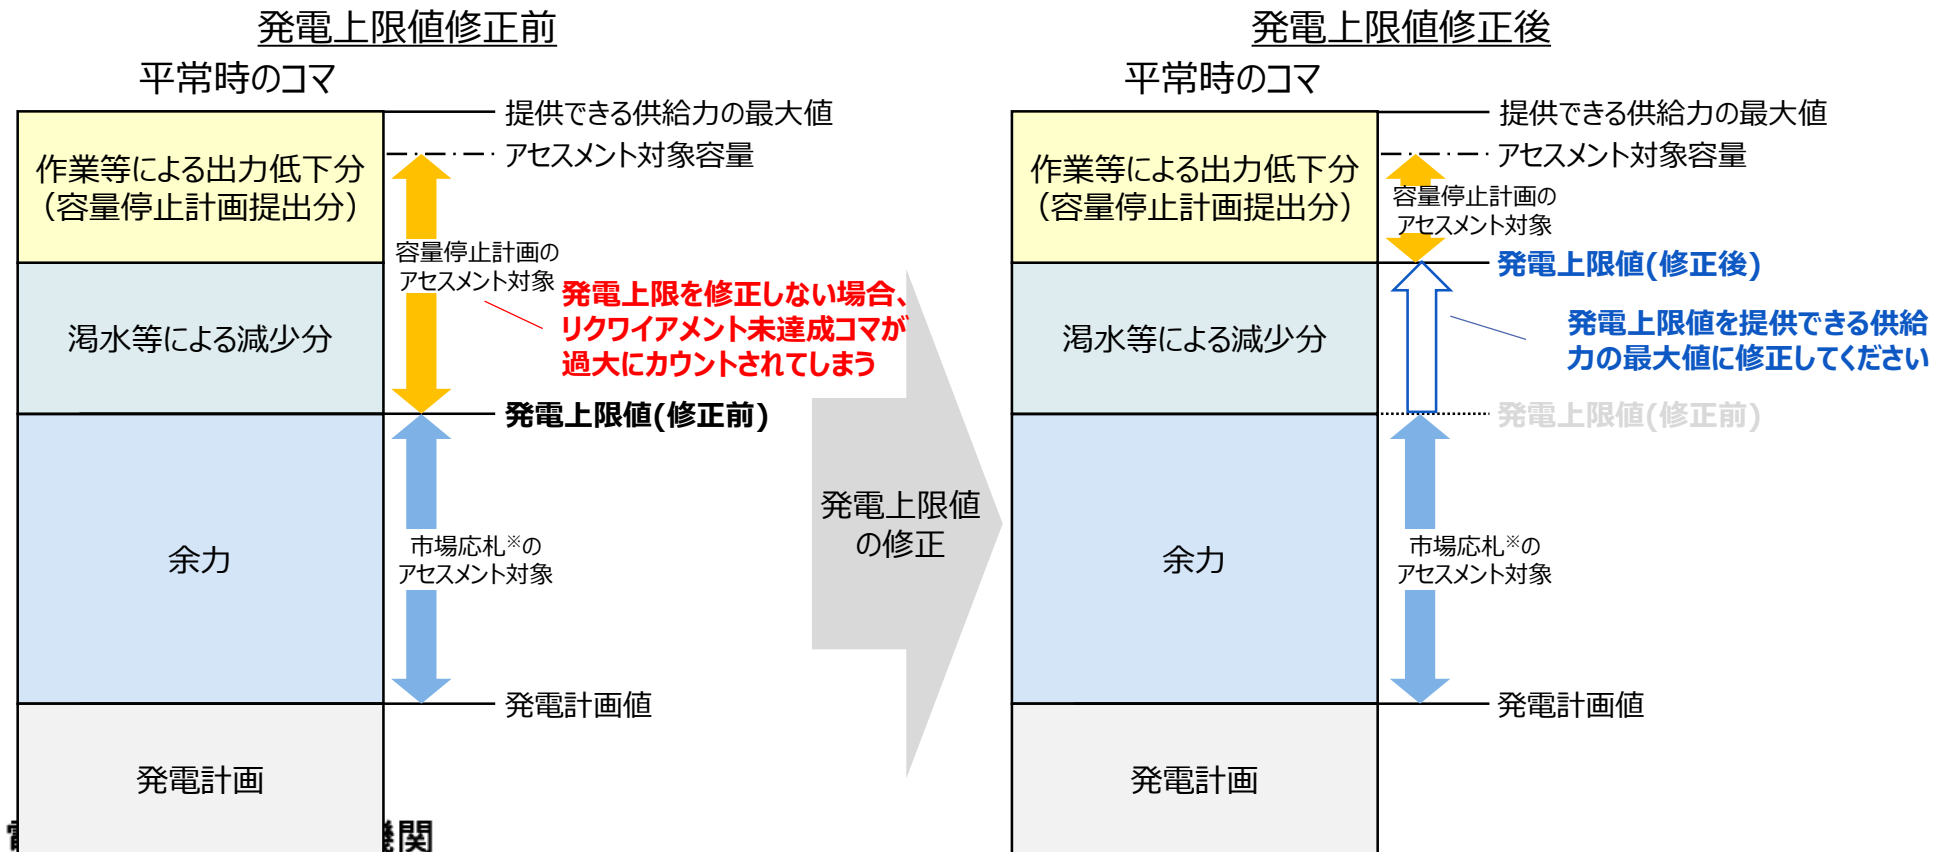 発電上限値修正前
平常時のコマ
提供できる供給力の最大値
アセスメント対象容量
作業等による出力低下分
（容量停止計画提出分）
容量停止計画の
アセスメント対象
発電上限を修正しない場合、
リクワイアメント未達成コマが
過大にカウントされてしまう
渇水等による減少分
発電上限値(修正前)
余力
市場応札※の
アセスメント対象
発電計画値
発電計画
機関
発電上限値
の修正
発電上限値修正後
平常時のコマ
提供できる供給力の最大値
アセスメント対象容量
作業等による出力低下分
（容量停止計画提出分）
容量停止計画の
アセスメント対象
発電上限値(修正後)
渇水等による減少分
発電上限値を提供できる供給
力の最大値に修正してください
発電上限値(修正前)
余力
市場応札※の
アセスメント対象
発電計画値
発電計画